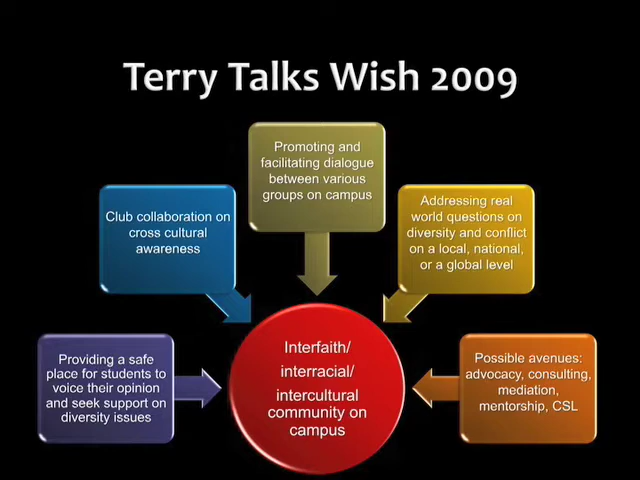 Terry Talks Wish 2009
Promoting and
facilitating dialogue
between various
groups on campus
Club collaboration on
cross cultural
awareness
Addressing real
world questions on
diversity and conflict
on a local, national,
or a global level
Providing a safe
place for students to
voice their opinion
and seek support on
diversity issues
Interfaith/
interracial/
intercultural
community on
campus
Possible avenues:
advocacy, consulting,
mediation,
mentorship, CSL